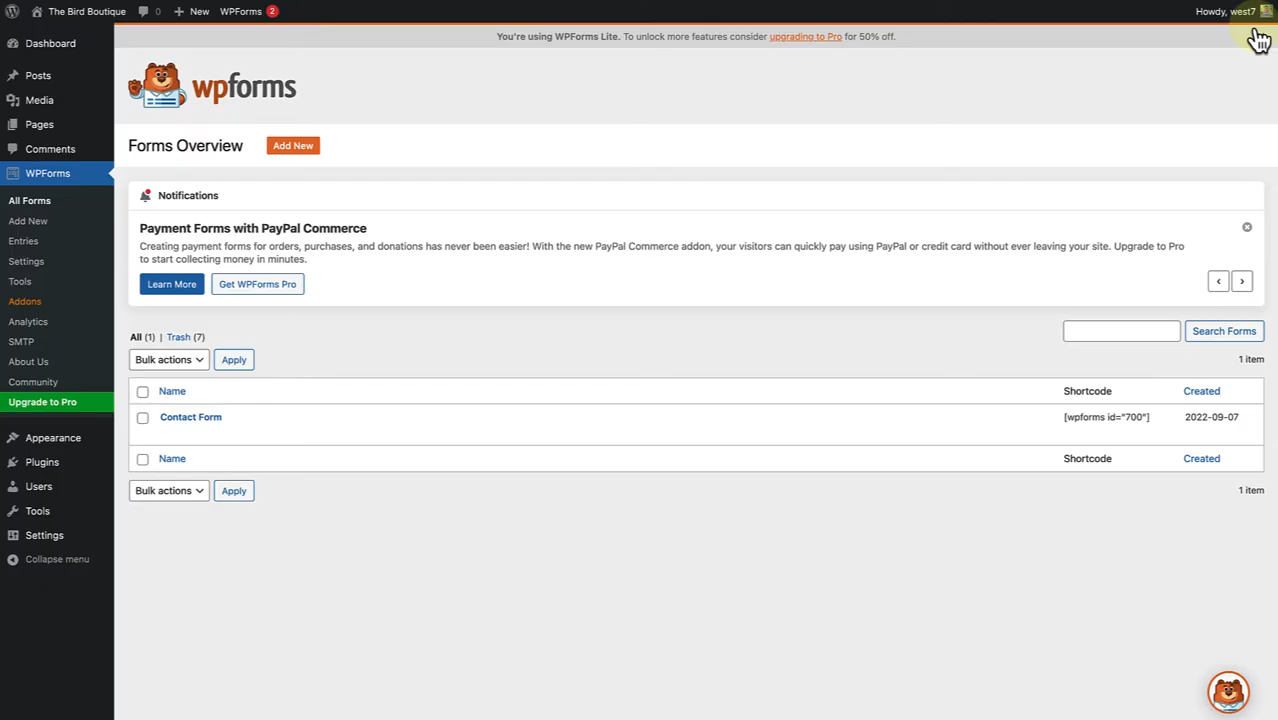 The Bird Boutique
0
New
WPForms 2
Howdy, west7
You're using WPForms Lite. To unlock more features consider upgrading to Pro for 50% off.
Dashboard
Posts
Media
Pages
Comments
WPForms
All Forms
Add New
Entries
Settings
Tools
Addons
Analytics
SMTP
About Us
Community
Upgrade to Pro
Appearance
Plugins
Users
Tools
Settings
Collapse menu
wpforms
Forms Overview
Add New
Notifications
Payment Forms with PayPal Commerce
Creating payment forms for orders, purchases, and donations has never been easier! With the new PayPal Commerce addon, your visitors can quickly pay using PayPal or credit card without ever leaving your site. Upgrade to Pro
to start collecting money in minutes.
Learn More
Get WPForms Pro
‹ ›
All (1) | Trash (7)
Search Forms
Bulk actions
Apply
1 item
Name Shortcode Created
Contact Form [wpforms id="700"] 2022-09-07
Name Shortcode Created
Bulk actions
Apply
1 item